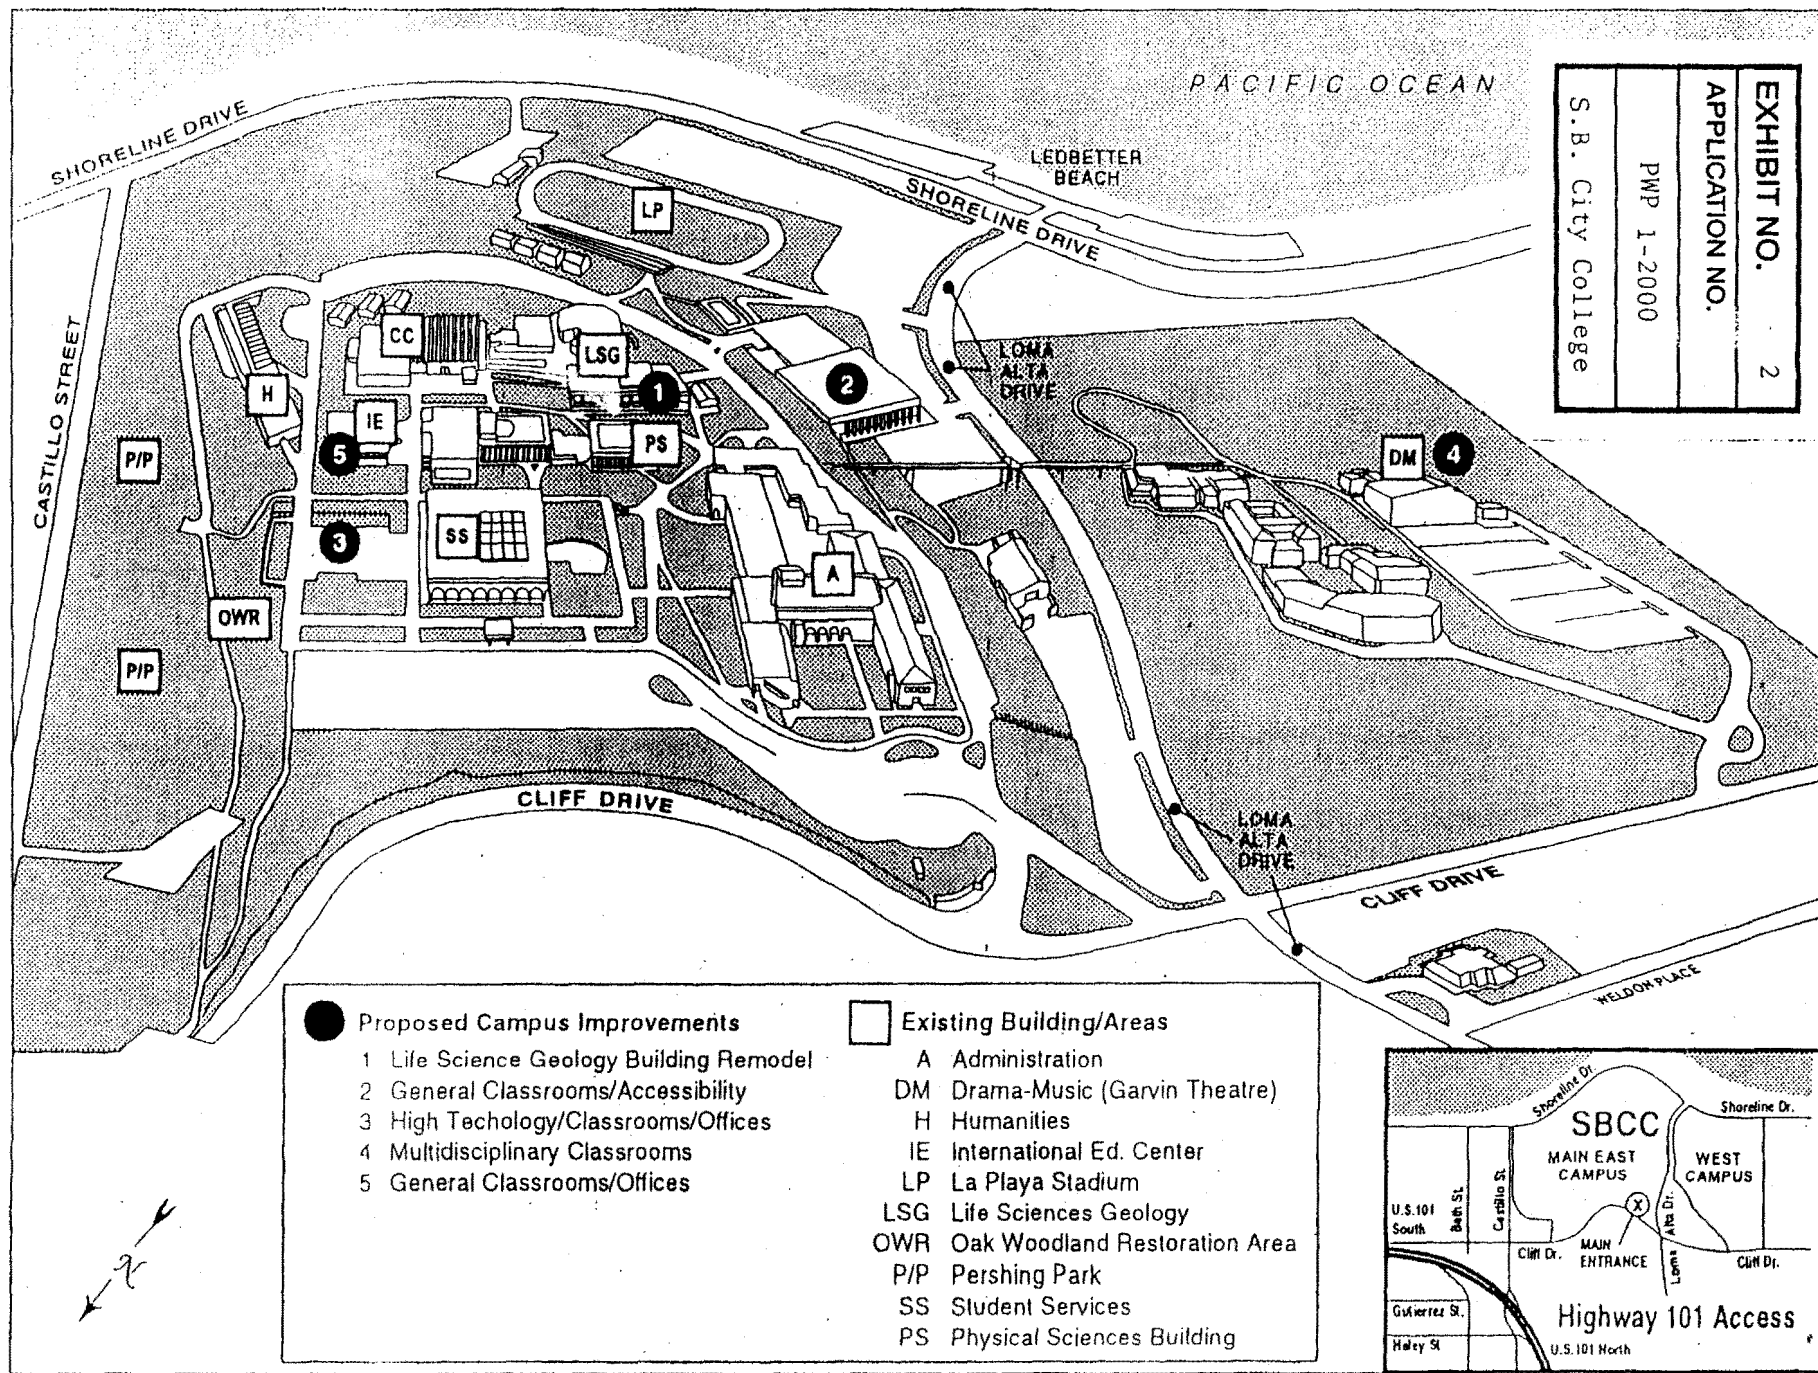 PACIFIC OCEAN
EXHIBIT NO. 2
APPLICATION NO.
PWP 1-2000
S.B. City College
SHORELINE DRIVE
LEDBETTER
BEACH
SHORELINE DRIVE
LP
CC
LSG
LOMA
ALTA
DRIVE
1
2
H
IE
PS
DM
4
P/P
5
CASTILLO STREET
3
SS
A
OWR
P/P
CLIFF DRIVE
LOMA
ALTA
DRIVE
CLIFF DRIVE
WELDON PLACE
Proposed Campus Improvements
1 Life Science Geology Building Remodel
2 General Classrooms/Accessibility
3 High Techology/Classrooms/Offices
4 Multidisciplinary Classrooms
5 General Classrooms/Offices
Existing Building/Areas
A Administration
DM Drama-Music (Garvin Theatre)
H Humanities
IE International Ed. Center
LP La Playa Stadium
LSG Life Sciences Geology
OWR Oak Woodland Restoration Area
P/P Pershing Park
SS Student Services
PS Physical Sciences Building
N
Shoreline Dr.
Shoreline Dr.
SBCC
MAIN EAST
CAMPUS
WEST
CAMPUS
U.S.101
South
Bath St.
Castillo St.
X
Loma Alta Dr.
Cliff Dr.
MAIN
ENTRANCE
Cliff Dr.
Gutierrez St.
Haley St
Highway 101 Access
U.S.101 North